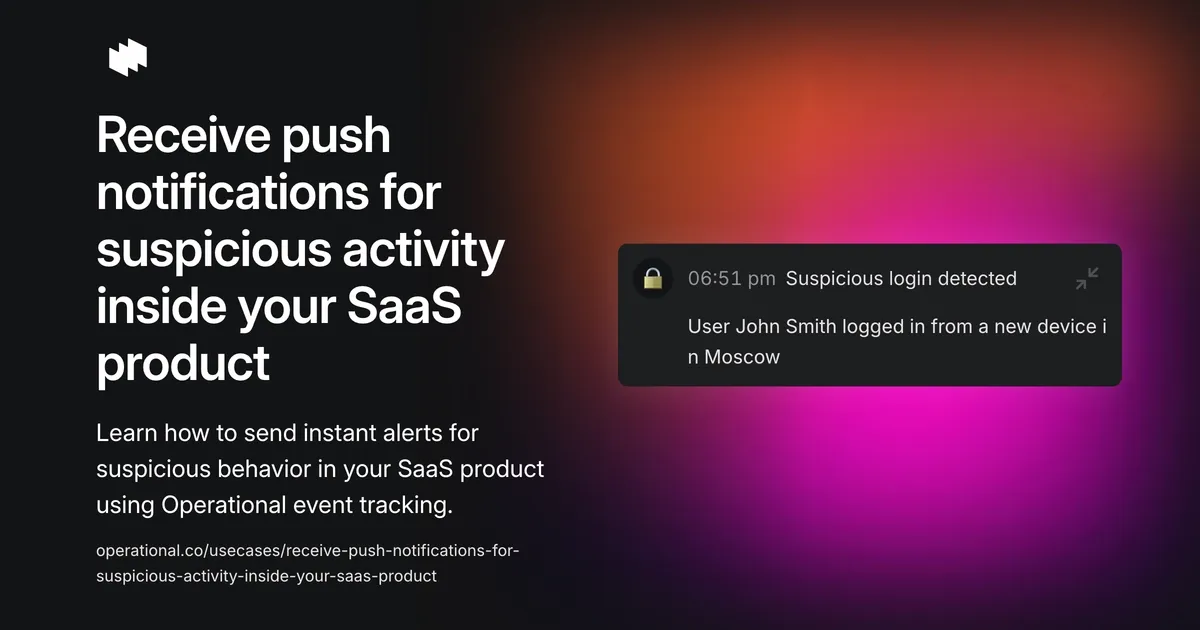 Receive push
notifications for
suspicious activity
inside your SaaS
product
Learn how to send instant alerts for
suspicious behavior in your SaaS product
using Operational event tracking.
operational.co/usecases/receive-push-notifications-for-
suspicious-activity-inside-your-saas-product
06:51 pm Suspicious login detected
User John Smith logged in from a new device i
n Moscow